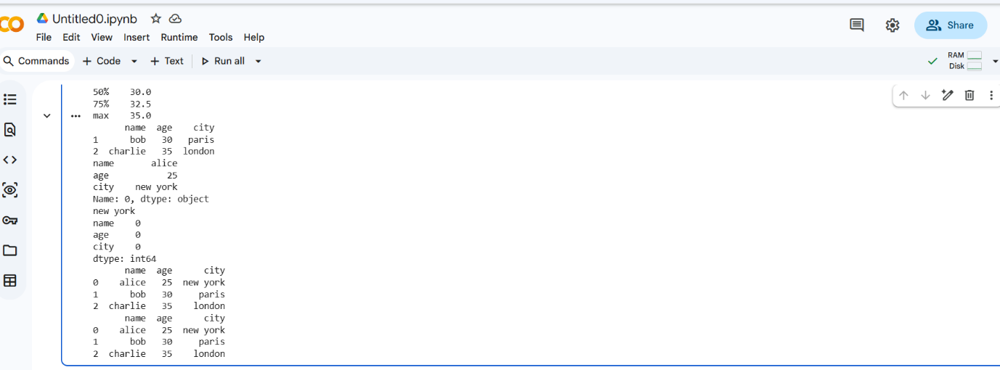 Untitled0.ipynb
File Edit View Insert Runtime Tools Help
Share
Commands + Code + Text Run all
RAM
Disk
50%    30.0
75%    32.5
max    35.0
      name  age    city
1      bob   30   paris
2  charlie   35  london
name       alice
age           25
city    new york
Name: 0, dtype: object
new york
name    0
age     0
city    0
dtype: int64
      name  age      city
0    alice   25  new york
1      bob   30     paris
2  charlie   35    london
      name  age      city
0    alice   25  new york
1      bob   30     paris
2  charlie   35    london